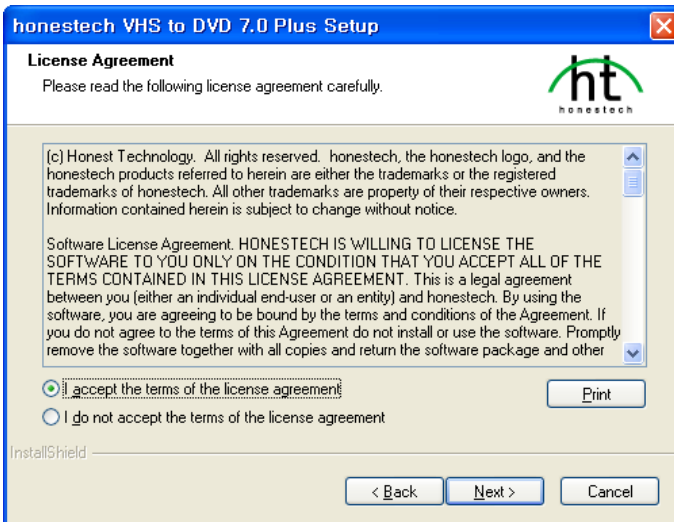 honestech VHS to DVD 7.0 Plus Setup
License Agreement
Please read the following license agreement carefully.
ht
honestech
(c) Honest Technology. All rights reserved. honestech, the honestech logo, and the
honestech products referred to herein are either the trademarks or the registered
trademarks of honestech. All other trademarks are property of their respective owners.
Information contained herein is subject to change without notice.
Software License Agreement. HONESTECH IS WILLING TO LICENSE THE
SOFTWARE TO YOU ONLY ON THE CONDITION THAT YOU ACCEPT ALL OF THE
TERMS CONTAINED IN THIS LICENSE AGREEMENT. This is a legal agreement
between you (either an individual end-user or an entity) and honestech. By using the
software, you are agreeing to be bound by the terms and conditions of the Agreement. If
you do not agree to the terms of this Agreement do not install or use the software. Promptly
remove the software together with all copies and return the software package and other
I accept the terms of the license agreement
Print
I do not accept the terms of the license agreement
InstallShield
< Back
Next >
Cancel